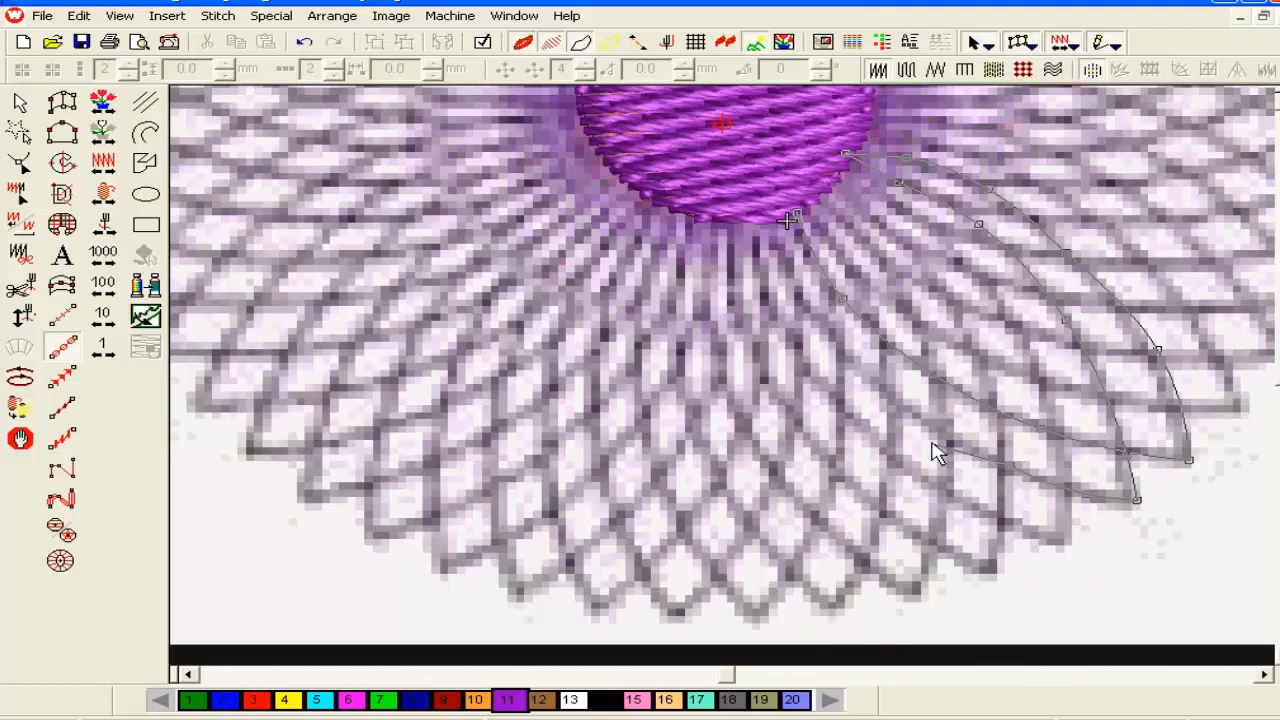 File Edit View Insert Stitch Special Arrange Image Machine Window Help
2 0.0 mm 2 0.0 mm 4 0.0 mm 0 °
A 1000
100
10
1
1 2 3 4 5 6 7 8 9 10 11 12 13 15 16 17 18 19 20